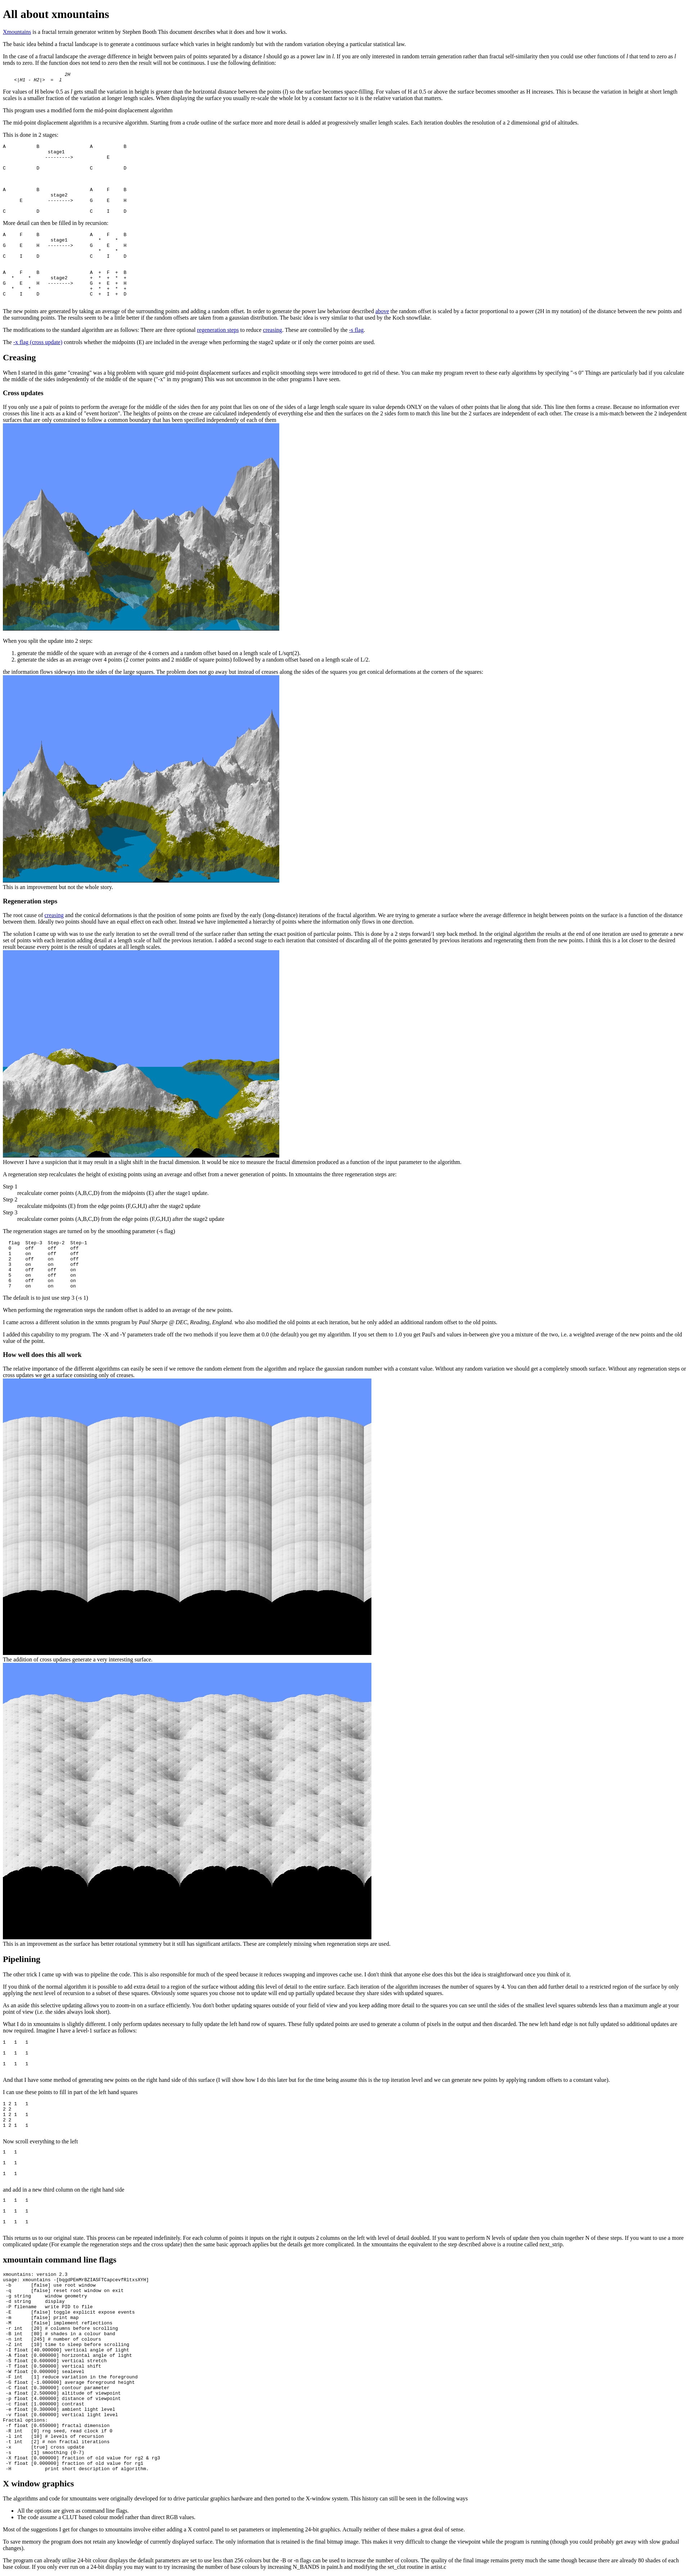 All about xmountains
Xmountains is a fractal terrain generator written by Stephen Booth This document describes what it does and how it works.
The basic idea behind a fractal landscape is to generate a continuous surface which varies in height randomly but with the random variation obeying a particular statistical law.
In the case of a fractal landscape the average difference in height between pairs of points separated by a distance l should go as a power law in l. If you are only interested in random terrain generation rather than fractal self-similarity then you could use other functions of l that tend to zero as l
tends to zero. If the function does not tend to zero then the result will not be continuous. I use the following definition:
2H
<|H1 - H2|> = l
For values of H below 0.5 as l gets small the variation in height is greater than the horizontal distance between the points (l) so the surface becomes space-filling. For values of H at 0.5 or above the surface becomes smoother as H increases. This is because the variation in height at short length
scales is a smaller fraction of the variation at longer length scales. When displaying the surface you usually re-scale the whole lot by a constant factor so it is the relative variation that matters.
This program uses a modified form the mid-point displacement algorithm
The mid-point displacement algorithm is a recursive algorithm. Starting from a crude outline of the surface more and more detail is added at progressively smaller length scales. Each iteration doubles the resolution of a 2 dimensional grid of altitudes.
This is done in 2 stages:
A B A B
stage1
---------> E
C D C D
A B A F B
stage2
E --------> G E H
C D C I D
More detail can then be filled in by recursion:
A F B A F B
stage1 * *
G E H --------> G E H
* *
C I D C I D
A F B A + F + B
* * stage2 + * + * +
G E H --------> G + E + H
* * + * + * +
C I D C + I + D
The new points are generated by taking an average of the surrounding points and adding a random offset. In order to generate the power law behaviour described above the random offset is scaled by a factor proportional to a power (2H in my notation) of the distance between the new points and
the surrounding points. The results seem to be a little better if the random offsets are taken from a gaussian distribution. The basic idea is very similar to that used by the Koch snowflake.
The modifications to the standard algorithm are as follows: There are three optional regeneration steps to reduce creasing. These are controlled by the -s flag.
The -x flag (cross update) controls whether the midpoints (E) are included in the average when performing the stage2 update or if only the corner points are used.
Creasing
When I started in this game "creasing" was a big problem with square grid mid-point displacement surfaces and explicit smoothing steps were introduced to get rid of these. You can make my program revert to these early algorithms by specifying "-s 0" Things are particularly bad if you calculate
the middle of the sides independently of the middle of the square ("-x" in my program) This was not uncommon in the other programs I have seen.
Cross updates
If you only use a pair of points to perform the average for the middle of the sides then for any point that lies on one of the sides of a large length scale square its value depends ONLY on the values of other points that lie along that side. This line then forms a crease. Because no information ever
crosses this line it acts as a kind of "event horizon". The heights of points on the crease are calculated independently of everything else and then the surfaces on the 2 sides form to match this line but the 2 surfaces are independent of each other. The crease is a mis-match between the 2 independent
surfaces that are only constrained to follow a common boundary that has been specified independently of each of them
When you split the update into 2 steps:
1. generate the middle of the square with an average of the 4 corners and a random offset based on a length scale of L/sqrt(2).
2. generate the sides as an average over 4 points (2 corner points and 2 middle of square points) followed by a random offset based on a length scale of L/2.
the information flows sideways into the sides of the large squares. The problem does not go away but instead of creases along the sides of the squares you get conical deformations at the corners of the squares:
This is an improvement but not the whole story.
Regeneration steps
The root cause of creasing and the conical deformations is that the position of some points are fixed by the early (long-distance) iterations of the fractal algorithm. We are trying to generate a surface where the average difference in height between points on the surface is a function of the distance
between them. Ideally two points should have an equal effect on each other. Instead we have implemented a hierarchy of points where the information only flows in one direction.
The solution I came up with was to use the early iteration to set the overall trend of the surface rather than setting the exact position of particular points. This is done by a 2 steps forward/1 step back method. In the original algorithm the results at the end of one iteration are used to generate a new
set of points with each iteration adding detail at a length scale of half the previous iteration. I added a second stage to each iteration that consisted of discarding all of the points generated by previous iterations and regenerating them from the new points. I think this is a lot closer to the desired
result because every point is the result of updates at all length scales.
However I have a suspicion that it may result in a slight shift in the fractal dimension. It would be nice to measure the fractal dimension produced as a function of the input parameter to the algorithm.
A regeneration step recalculates the height of existing points using an average and offset from a newer generation of points. In xmountains the three regeneration steps are:
Step 1
recalculate corner points (A,B,C,D) from the midpoints (E) after the stage1 update.
Step 2
recalculate midpoints (E) from the edge points (F,G,H,I) after the stage2 update
Step 3
recalculate corner points (A,B,C,D) from the edge points (F,G,H,I) after the stage2 update
The regeneration stages are turned on by the smoothing parameter (-s flag)
flag Step-3 Step-2 Step-1
0 off off off
1 on off off
2 off on off
3 on on off
4 off off on
5 on off on
6 off on on
7 on on on
The default is to just use step 3 (-s 1)
When performing the regeneration steps the random offset is added to an average of the new points.
I came across a different solution in the xmnts program by Paul Sharpe @ DEC, Reading, England. who also modified the old points at each iteration, but he only added an additional random offset to the old points.
I added this capability to my program. The -X and -Y parameters trade off the two methods if you leave them at 0.0 (the default) you get my algorithm. If you set them to 1.0 you get Paul's and values in-between give you a mixture of the two, i.e. a weighted average of the new points and the old
value of the point.
How well does this all work
The relative importance of the different algorithms can easily be seen if we remove the random element from the algorithm and replace the gaussian random number with a constant value. Without any random variation we should get a completely smooth surface. Without any regeneration steps or
cross updates we get a surface consisting only of creases.
The addition of cross updates generate a very interesting surface.
This is an improvement as the surface has better rotational symmetry but it still has significant artifacts. These are completely missing when regeneration steps are used.
Pipelining
The other trick I came up with was to pipeline the code. This is also responsible for much of the speed because it reduces swapping and improves cache use. I don't think that anyone else does this but the idea is straightforward once you think of it.
If you think of the normal algorithm it is possible to add extra detail to a region of the surface without adding this level of detail to the entire surface. Each iteration of the algorithm increases the number of squares by 4. You can then add further detail to a restricted region of the surface by only
applying the next level of recursion to a subset of these squares. Obviously some squares you choose not to update will end up partially updated because they share sides with updated squares.
As an aside this selective updating allows you to zoom-in on a surface efficiently. You don't bother updating squares outside of your field of view and you keep adding more detail to the squares you can see until the sides of the smallest level squares subtends less than a maximum angle at your
point of view (i.e. the sides always look short).
What I do in xmountains is slightly different. I only perform updates necessary to fully update the left hand row of squares. These fully updated points are used to generate a column of pixels in the output and then discarded. The new left hand edge is not fully updated so additional updates are
now required. Imagine I have a level-1 surface as follows:
1 1 1
1 1 1
1 1 1
And that I have some method of generating new points on the right hand side of this surface (I will show how I do this later but for the time being assume this is the top iteration level and we can generate new points by applying random offsets to a constant value).
I can use these points to fill in part of the left hand squares
1 2 1 1
2 2
1 2 1 1
2 2
1 2 1 1
Now scroll everything to the left
1 1
1 1
1 1
and add in a new third column on the right hand side
1 1 1
1 1 1
1 1 1
This returns us to our original state. This process can be repeated indefinitely. For each column of points it inputs on the right it outputs 2 columns on the left with level of detail doubled. If you want to perform N levels of update then you chain together N of these steps. If you want to use a more
complicated update (For example the regeneration steps and the cross update) then the same basic approach applies but the details get more complicated. In the xmountains the equivalent to the step described above is a routine called next_strip.
xmountain command line flags
xmountains: version 2.3
usage: xmountains -[bqgdPEmMrBZIASFTCapcevfRltxsXYH]
-b [false] use root window
-q [false] reset root window on exit
-g string window geometry
-d string display
-P filename write PID to file
-E [false] toggle explicit expose events
-m [false] print map
-M [false] implement reflections
-r int [20] # columns before scrolling
-B int [80] # shades in a colour band
-n int [245] # number of colours
-Z int [10] time to sleep before scrolling
-I float [40.000000] vertical angle of light
-A float [0.000000] horizontal angle of light
-S float [0.600000] vertical stretch
-T float [0.500000] vertical shift
-W float [0.000000] sealevel
-F int [1] reduce variation in the foreground
-G float [-1.000000] average foreground height
-C float [0.300000] contour parameter
-a float [2.500000] altitude of viewpoint
-p float [4.000000] distance of viewpoint
-c float [1.000000] contrast
-e float [0.300000] ambient light level
-v float [0.600000] vertical light level
Fractal options:
-f float [0.650000] fractal dimension
-R int [0] rng seed, read clock if 0
-l int [10] # levels of recursion
-t int [2] # non fractal iterations
-x [true] cross update
-s [1] smoothing (0-7)
-X float [0.000000] fraction of old value for rg2 & rg3
-Y float [0.000000] fraction of old value for rg1
-H print short description of algorithm.
X window graphics
The algorithms and code for xmountains were originally developed for to drive particular graphics hardware and then ported to the X-window system. This history can still be seen in the following ways
• All the options are given as command line flags.
• The code assume a CLUT based colour model rather than direct RGB values.
Most of the suggestions I get for changes to xmountains involve either adding a X control panel to set parameters or implementing 24-bit graphics. Actually neither of these makes a great deal of sense.
To save memory the program does not retain any knowledge of currently displayed surface. The only information that is retained is the final bitmap image. This makes it very difficult to change the viewpoint while the program is running (though you could probably get away with slow gradual
changes).
The program can already utilise 24-bit colour displays the default parameters are set to use less than 256 colours but the -B or -n flags can be used to increase the number of colours. The quality of the final image remains pretty much the same though because there are already 80 shades of each
base colour. If you only ever run on a 24-bit display you may want to try increasing the number of base colours by increasing N_BANDS in paint.h and modifying the set_clut routine in artist.c